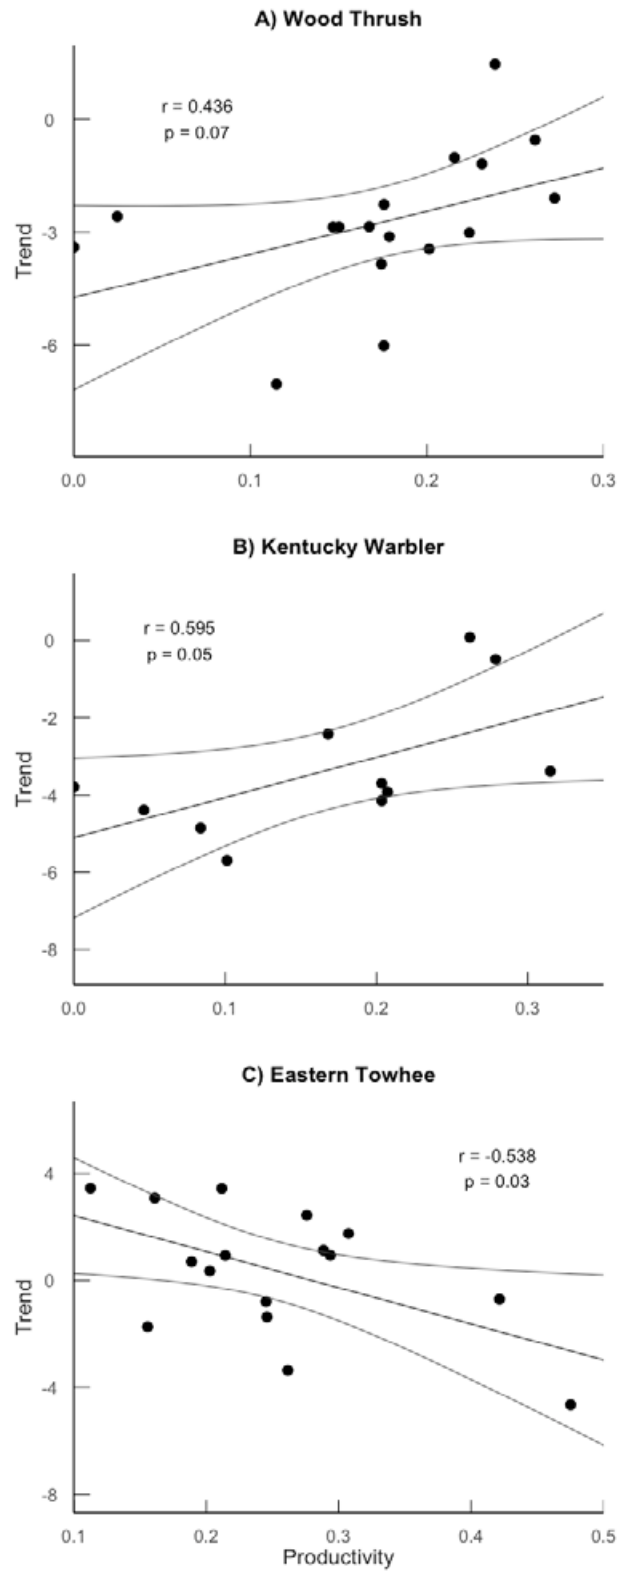 A) Wood Thrush
r = 0.436
p = 0.07
0
-3
-6
Trend
0.0 0.1 0.2 0.3
B) Kentucky Warbler
r = 0.595
p = 0.05
0
-2
-4
-6
-8
Trend
0.0 0.1 0.2 0.3
C) Eastern Towhee
r = -0.538
p = 0.03
4
0
-4
-8
Trend
0.1 0.2 0.3 0.4 0.5
Productivity